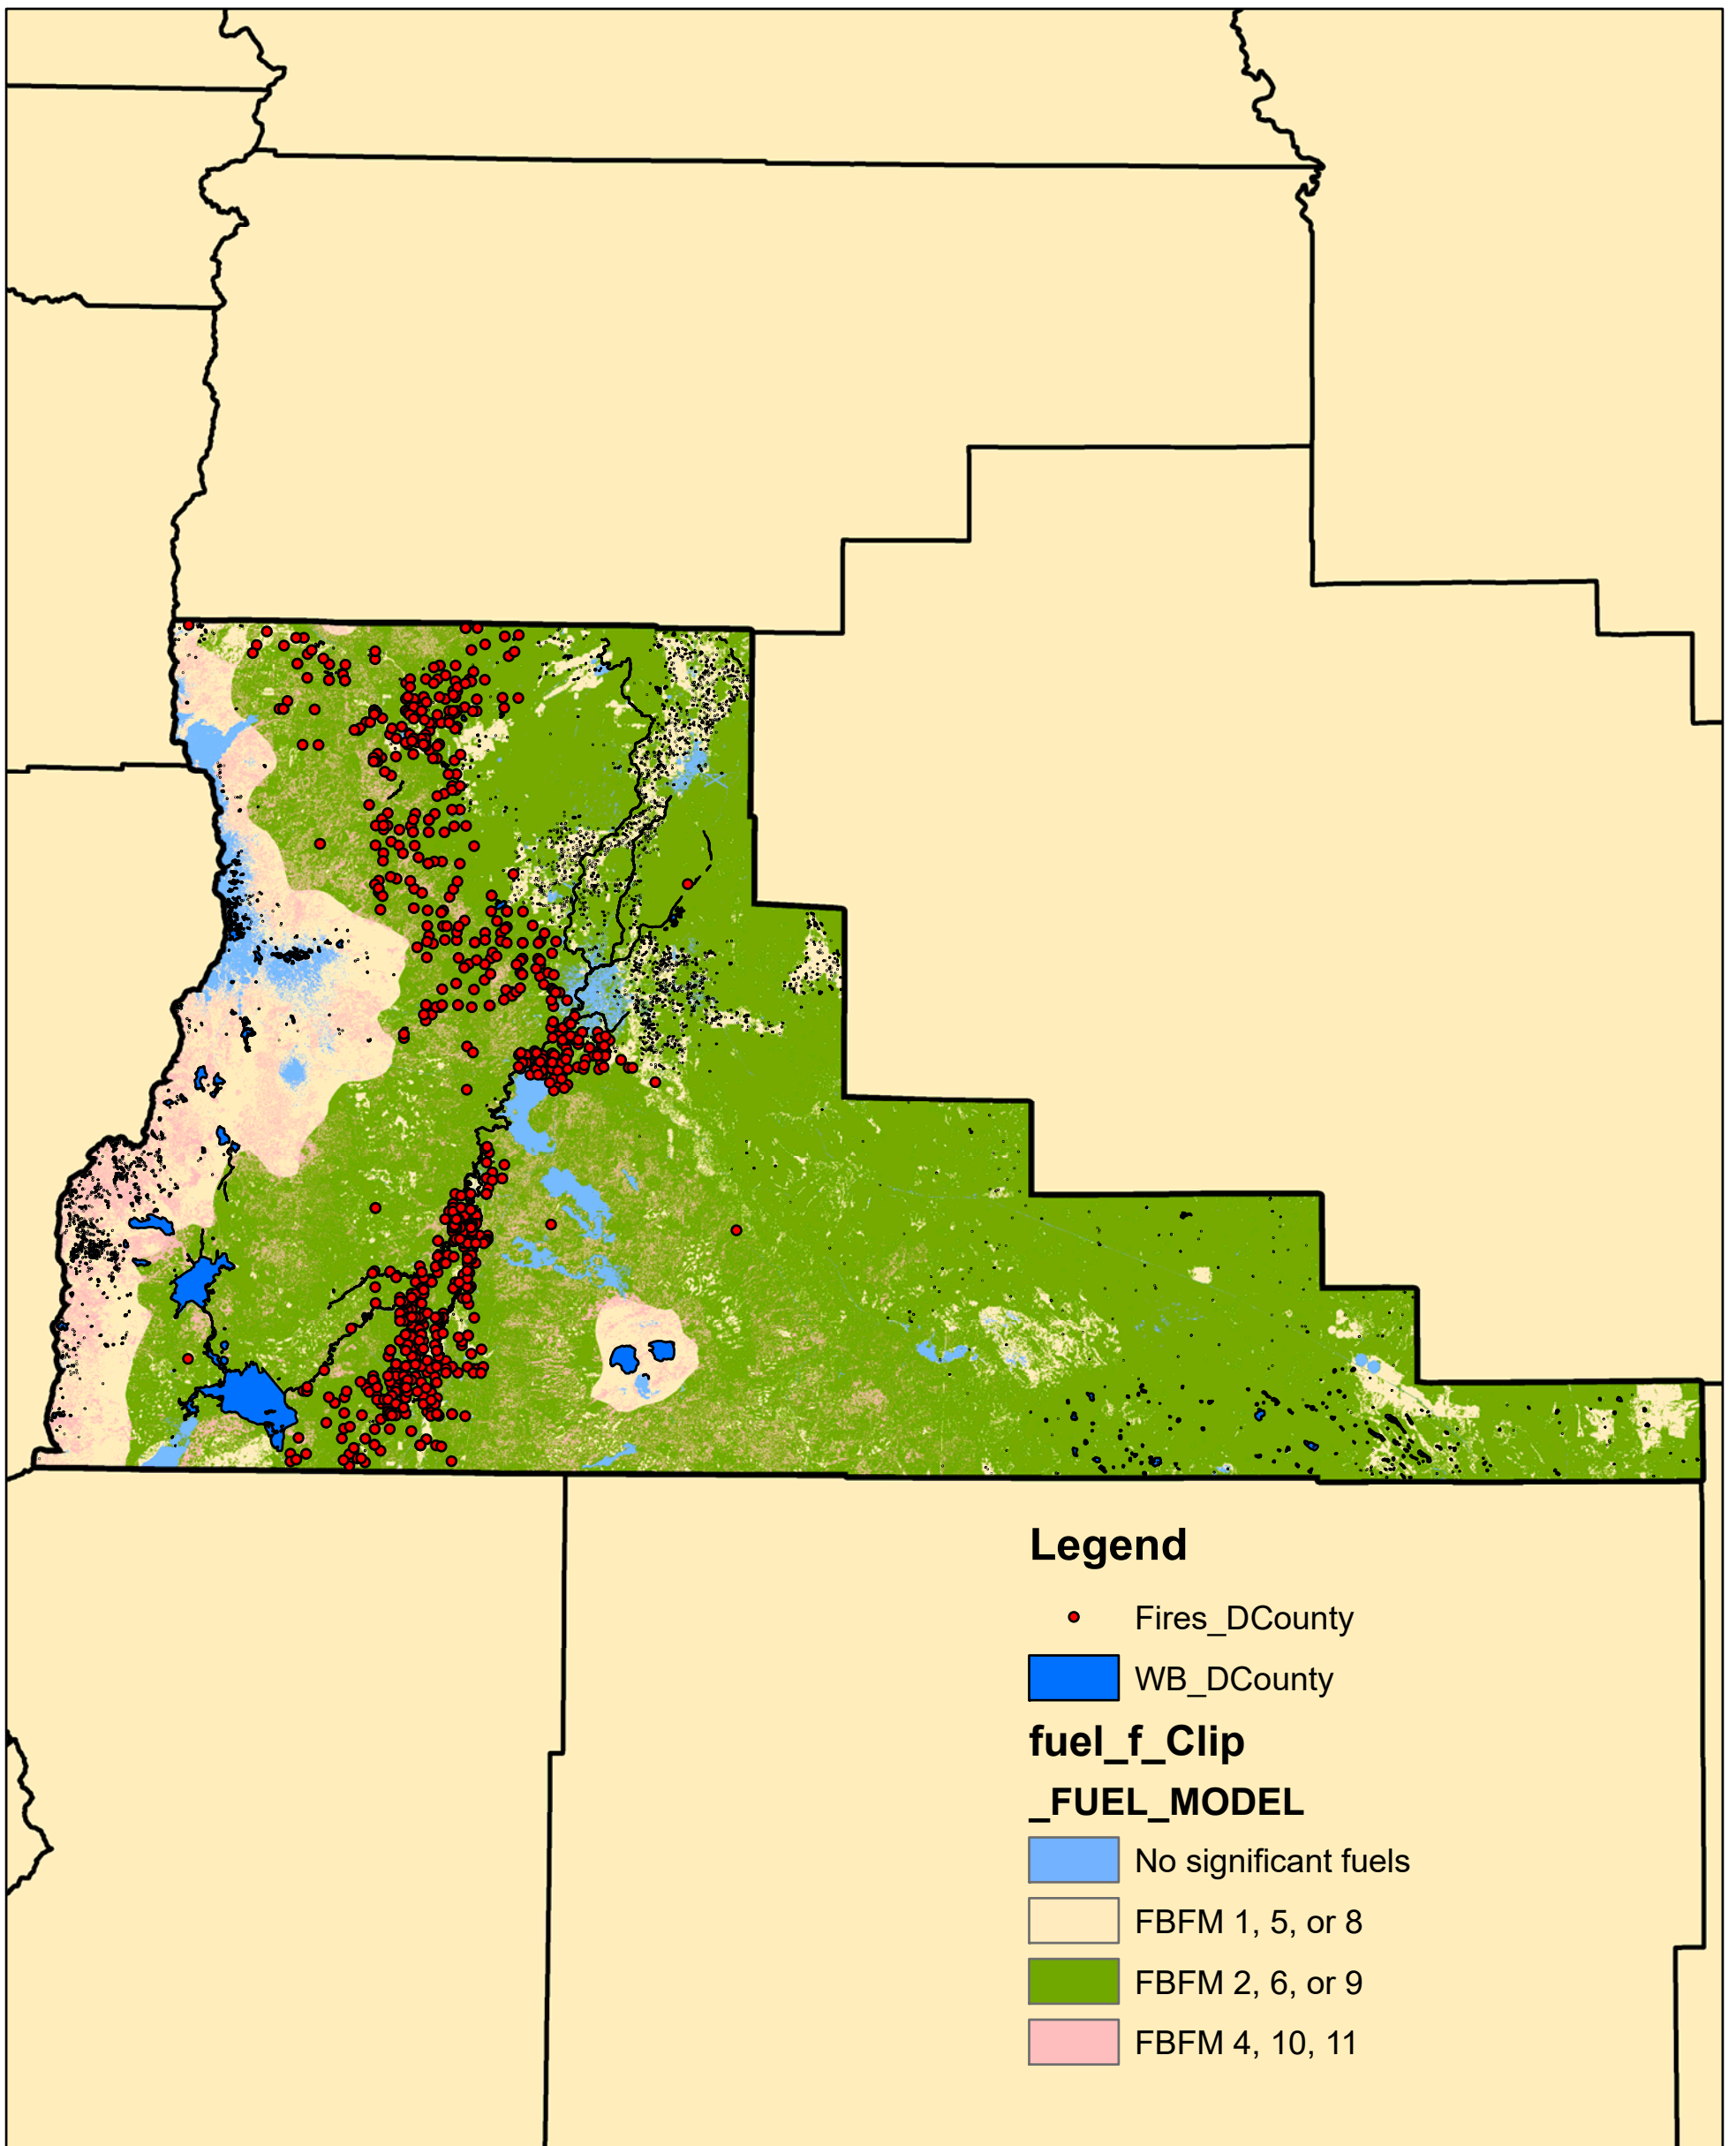 Legend
Fires_DCounty
WB_DCounty
fuel_f_Clip
_FUEL_MODEL
No significant fuels
FBFM 1, 5, or 8
FBFM 2, 6, or 9
FBFM 4, 10, 11